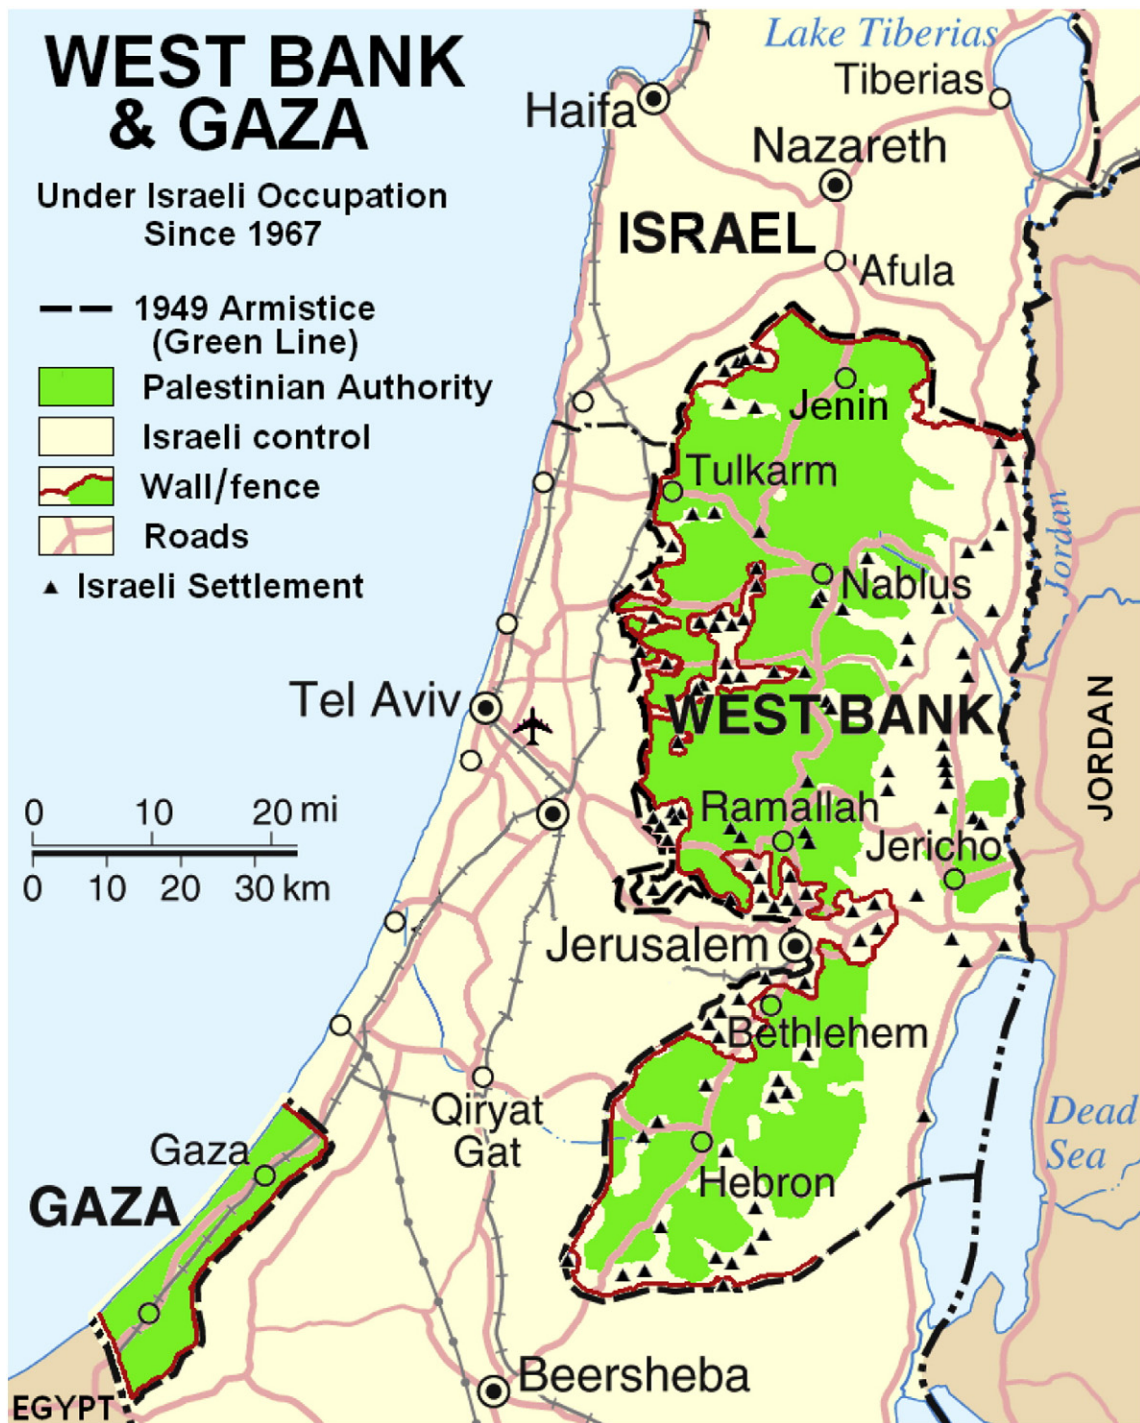 WEST BANK
& GAZA
Under Israeli Occupation
Since 1967
1949 Armistice
(Green Line)
Palestinian Authority
Israeli control
Wall/fence
Roads
Israeli Settlement
Lake Tiberias
Tiberias
Haifa
Nazareth
ISRAEL
'Afula
Jenin
Tulkarm
Jordan
Nablus
Tel Aviv
WEST BANK
JORDAN
0 10 20 mi
0 10 20 30 km
Ramallah
Jericho
Jerusalem
Bethlehem
Qiryat
Gat
Dead
Sea
Gaza
GAZA
Hebron
Beersheba
EGYPT